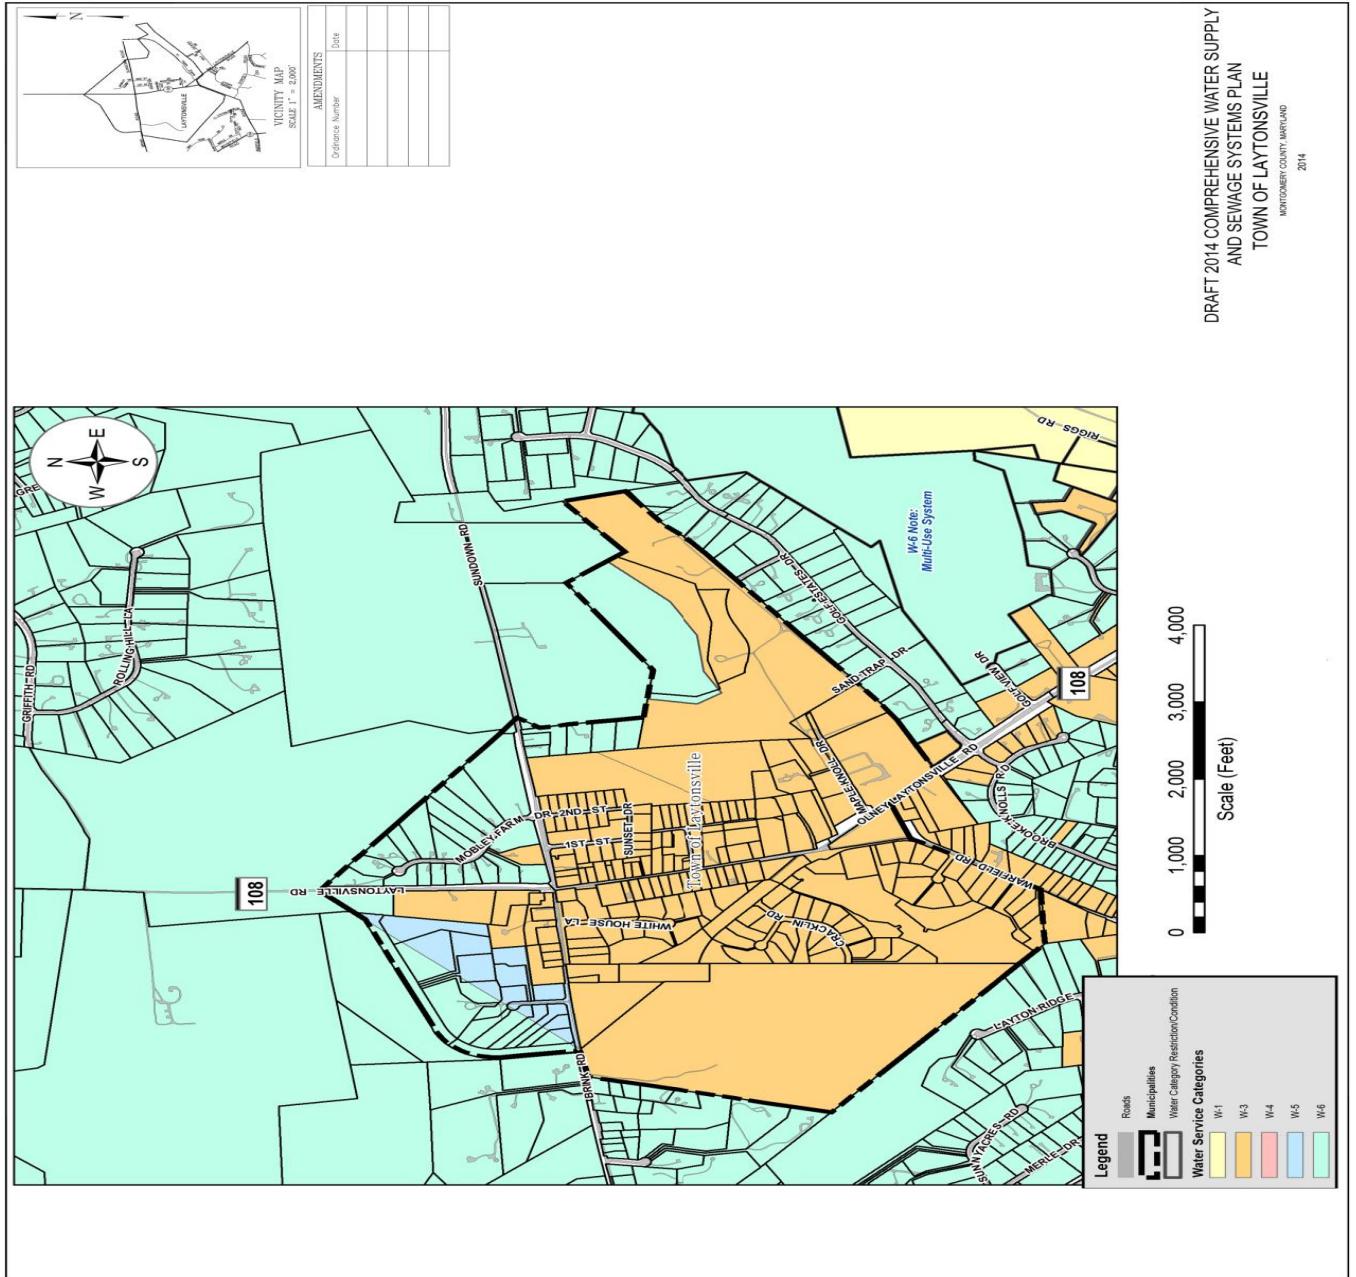 DRAFT 2014 COMPREHENSIVE WATER SUPPLY
AND SEWAGE SYSTEMS PLAN
TOWN OF LAYTONSVILLE
MONTGOMERY COUNTY, MARYLAND
2014
N
LAYTONSVILLE
VICINITY MAP
SCALE 1" = 2,000'
AMENDMENTS
Ordinance Number
Date
N
W
E
S
GRIFFITH RD
ROLLING HILL LA
SUNDOWN RD
LAYTONSVILLE RD
108
MOBLEY FARM DR
2ND ST
1ST ST
SUNSET DR
Town of Laytonsville
WHITE HOUSE LA
CRACKLIN RD
BRINK RD
MAPLE KNOLL DR
OLNEY LAYTONSVILLE RD
WARFIELD RD
BROOKE KNOLLS RD
SAND TRAP DR
GOLF ESTATES DR
GOLF VIEW DR
108
RIGGS RD
W-6 Note:
Multi-Use System
LAYTON RIDGE
SUNNY ACRES RD
MERLE DR
Legend
Roads
Municipalities
Water Category Restriction/Condition
Water Service Categories
W-1
W-3
W-4
W-5
W-6
0
1,000
2,000
3,000
4,000
Scale (Feet)